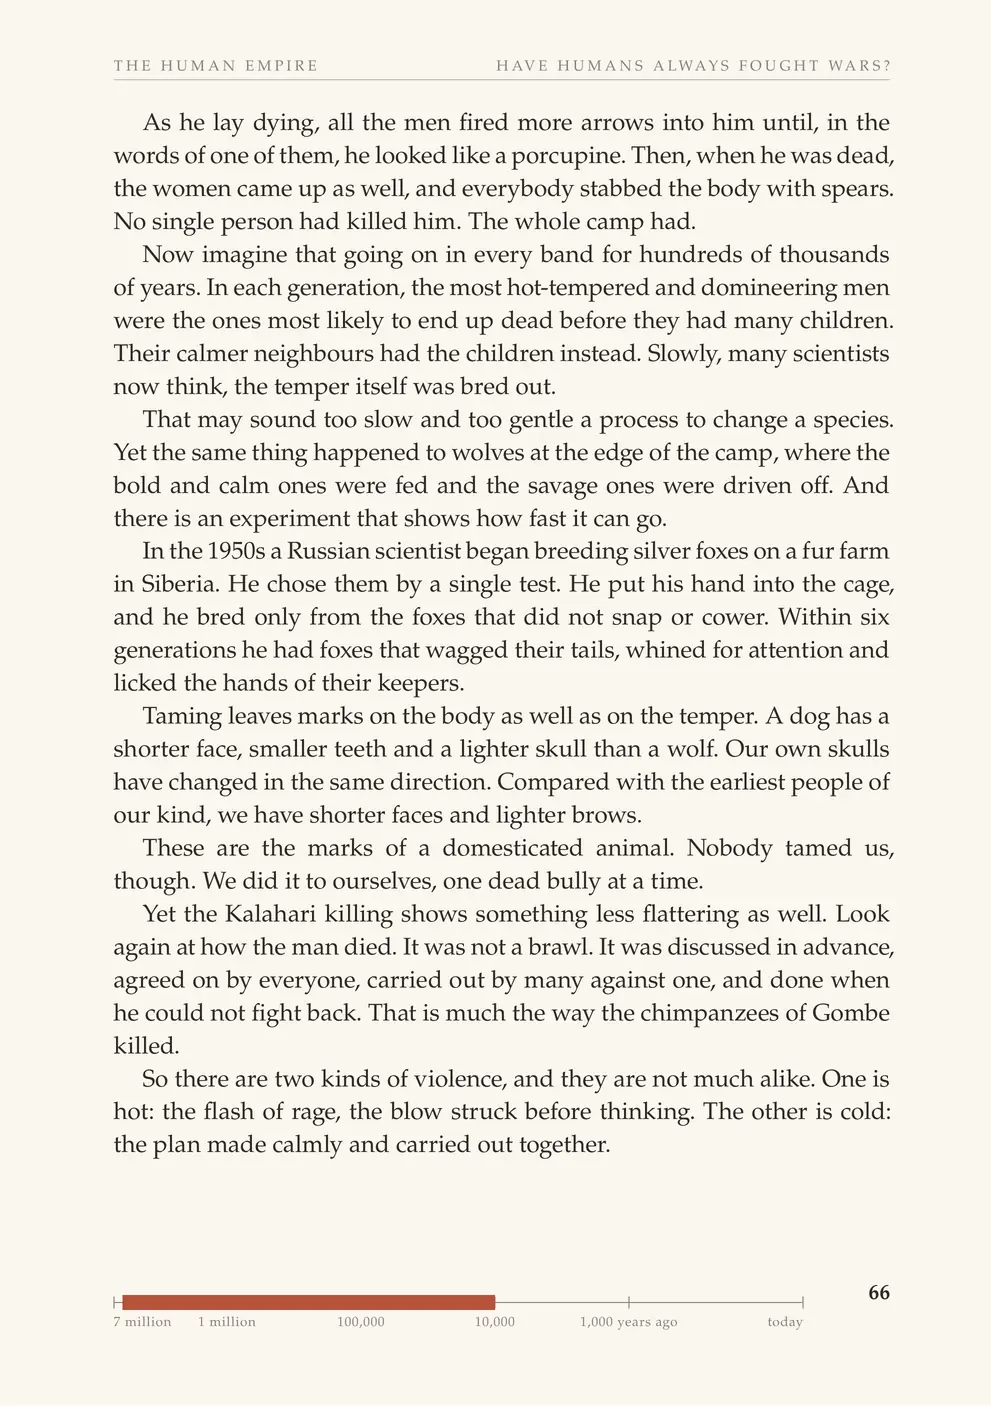 THE HUMAN EMPIRE
HAVE HUMANS ALWAYS FOUGHT WARS?
As he lay dying, all the men fired more arrows into him until, in the
words of one of them, he looked like a porcupine. Then, when he was dead,
the women came up as well, and everybody stabbed the body with spears.
No single person had killed him. The whole camp had.
Now imagine that going on in every band for hundreds of thousands
of years. In each generation, the most hot-tempered and domineering men
were the ones most likely to end up dead before they had many children.
Their calmer neighbours had the children instead. Slowly, many scientists
now think, the temper itself was bred out.
That may sound too slow and too gentle a process to change a species.
Yet the same thing happened to wolves at the edge of the camp, where the
bold and calm ones were fed and the savage ones were driven off. And
there is an experiment that shows how fast it can go.
In the 1950s a Russian scientist began breeding silver foxes on a fur farm
in Siberia. He chose them by a single test. He put his hand into the cage,
and he bred only from the foxes that did not snap or cower. Within six
generations he had foxes that wagged their tails, whined for attention and
licked the hands of their keepers.
Taming leaves marks on the body as well as on the temper. A dog has a
shorter face, smaller teeth and a lighter skull than a wolf. Our own skulls
have changed in the same direction. Compared with the earliest people of
our kind, we have shorter faces and lighter brows.
These are the marks of a domesticated animal. Nobody tamed us,
though. We did it to ourselves, one dead bully at a time.
Yet the Kalahari killing shows something less flattering as well. Look
again at how the man died. It was not a brawl. It was discussed in advance,
agreed on by everyone, carried out by many against one, and done when
he could not fight back. That is much the way the chimpanzees of Gombe
killed.
So there are two kinds of violence, and they are not much alike. One is
hot: the flash of rage, the blow struck before thinking. The other is cold:
the plan made calmly and carried out together.
66
7 million 1 million 100,000 10,000 1,000 years ago today